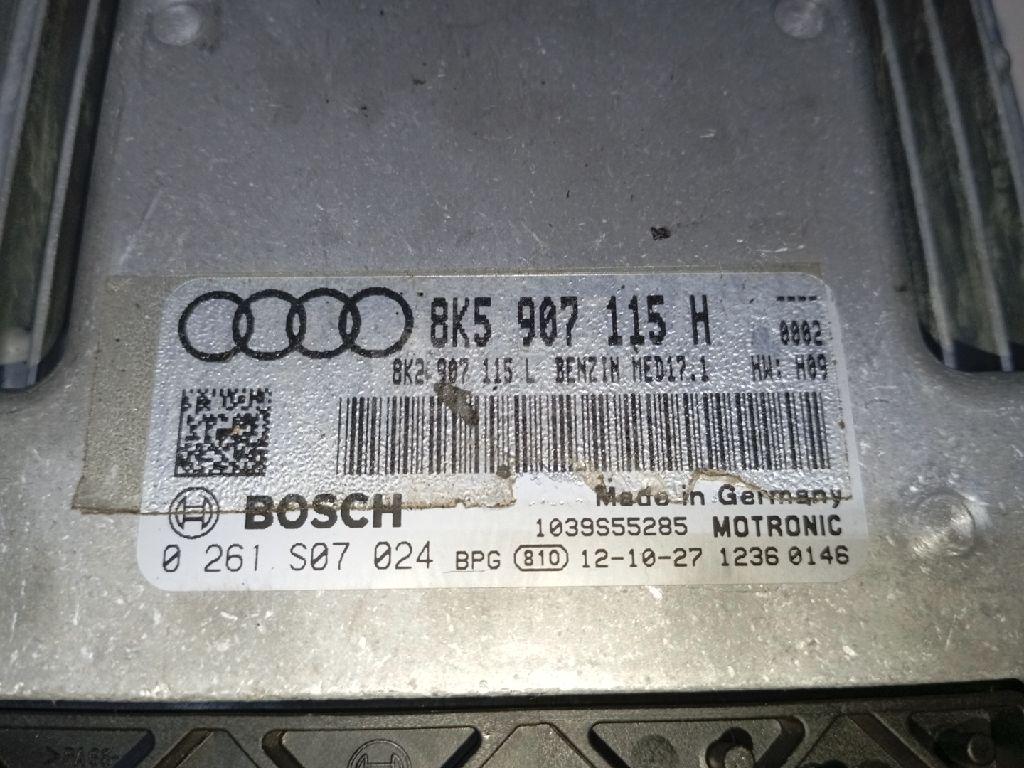 8K5 907 115 H
0002
8K2 907 115 L BENZIN MED17.1 HW: H09
Made in Germany
BOSCH
1039S55285 MOTRONIC
0 261 S07 024 BPG 810 12-10-27 1236 0146